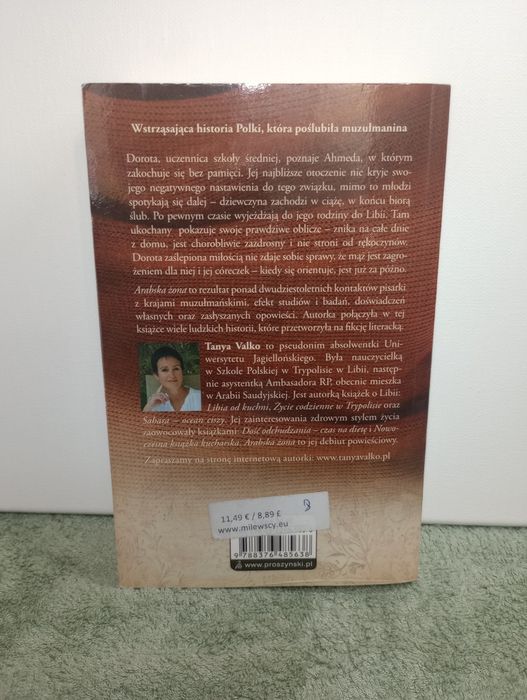 Wstrząsająca historia Polki, która poślubiła muzułmanina
Dorota, uczennica szkoły średniej, poznaje Ahmeda, w którym
zakochuje się bez pamięci. Jej najbliższe otoczenie nie kryje swo-
jego negatywnego nastawienia do tego związku, mimo to młodzi
spotykają się dalej – dziewczyna zachodzi w ciążę, w końcu biorą
ślub. Po pewnym czasie wyjeżdżają do jego rodziny do Libii. Tam
ukochany pokazuje swoje prawdziwe oblicze – znika na całe dnie
z domu, jest chorobliwie zazdrosny i nie stroni od rękoczynów.
Dorota zaślepiona miłością nie zdaje sobie sprawy, że mąż jest zagro-
żeniem dla niej i jej córeczek – kiedy się orientuje, jest już za późno.
Arabska żona to rezultat ponad dwudziestoletnich kontaktów pisarki
z krajami muzułmańskimi, efekt studiów i badań, doświadczeń
własnych oraz zasłyszanych opowieści. Autorka połączyła w tej
książce wiele ludzkich historii, które przetworzyła na fikcję literacką.
Tanya Valko to pseudonim absolwentki Uni-
wersytetu Jagiellońskiego. Była nauczycielką
w Szkole Polskiej w Trypolisie w Libii, następ-
nie asystentką Ambasadora RP, obecnie mieszka
w Arabii Saudyjskiej. Jest autorką książek o Libii:
Libia od kuchni, Życie codzienne w Trypolisie oraz
Sahara – ocean ciszy. Jej zainteresowania zdrowym stylem życia
zaowocowały książkami: Dość odchudzania – czas na dietę i Nowo-
czesna książka kucharska. Arabska żona to jej debiut powieściowy.
Zapraszamy na stronę internetową autorki: www.tanyavalko.pl
11,49 € / 8,89 £
www.milewscy.eu
9 788376 485638
www.proszynski.pl